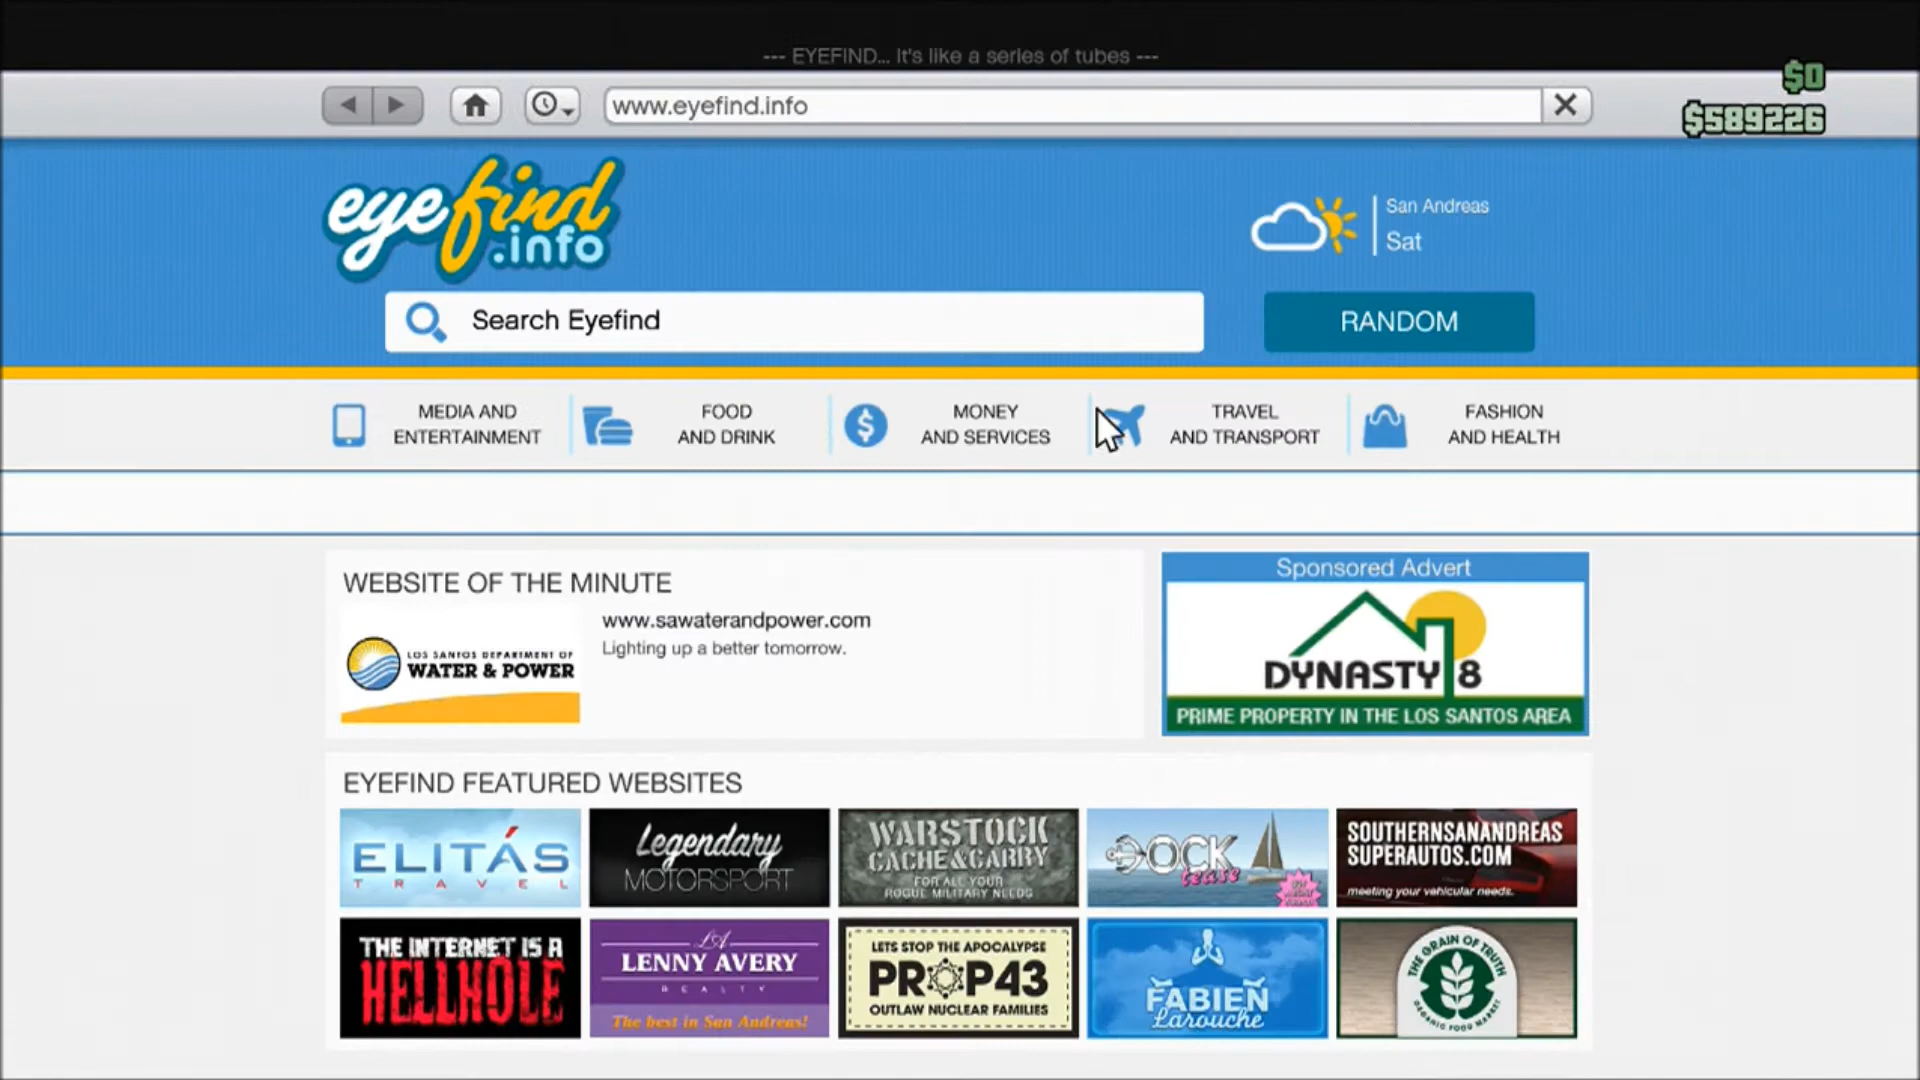 --- EYEFIND... It's like a series of tubes ---
$0
www.eyefind.info
$589226
eyefind
.info
San Andreas
Sat
Search Eyefind
RANDOM
MEDIA AND
ENTERTAINMENT
FOOD
AND DRINK
MONEY
AND SERVICES
TRAVEL
AND TRANSPORT
FASHION
AND HEALTH
WEBSITE OF THE MINUTE
LOS SANTOS DEPARTMENT OF
WATER & POWER
www.sawaterandpower.com
Lighting up a better tomorrow.
Sponsored Advert
DYNASTY 8
PRIME PROPERTY IN THE LOS SANTOS AREA
EYEFIND FEATURED WEBSITES
ELITÁS
TRAVEL
Legendary
MOTORSPORT
WARSTOCK
CACHE & CARRY
FOR ALL YOUR
ROGUE MILITARY NEEDS
DOCK
tease
SOUTHERNSANANDREAS
SUPERAUTOS.COM
meeting your vehicular needs.
THE INTERNET IS A
HELLHOLE
LA
LENNY AVERY
REALTY
The best in San Andreas!
LETS STOP THE APOCALYPSE
PROP43
OUTLAW NUCLEAR FAMILIES
FABIEN
Larouche
THE GRAIN OF TRUTH
ORGANIC FOOD MARKET